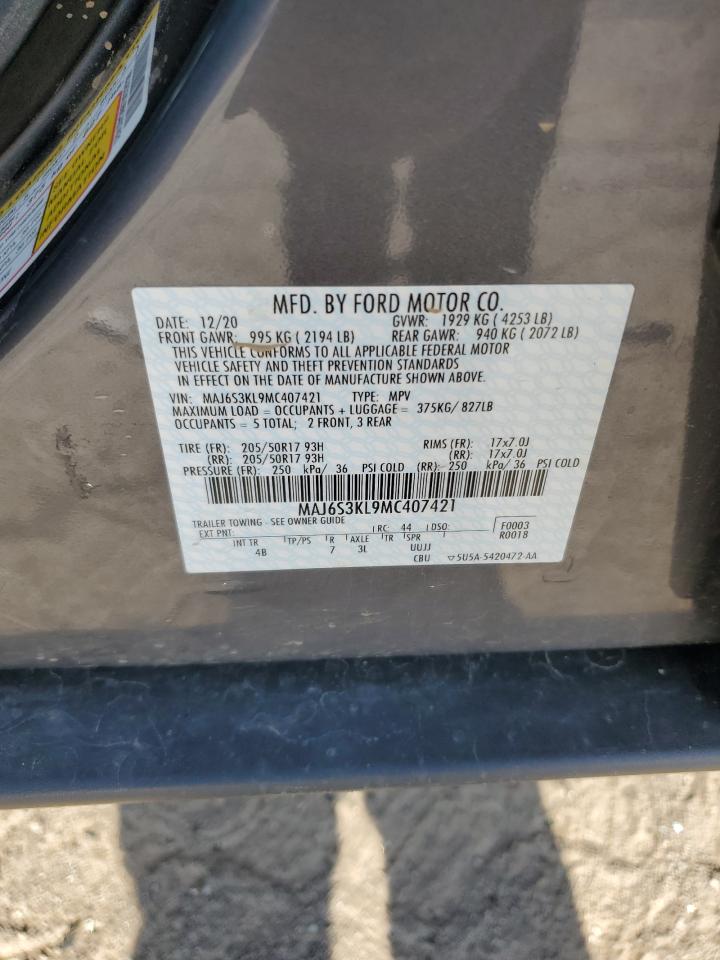 MFD. BY FORD MOTOR CO.
DATE: 12/20 GVWR: 1929 KG ( 4253 LB)
FRONT GAWR: 995 KG ( 2194 LB) REAR GAWR: 940 KG ( 2072 LB)
THIS VEHICLE CONFORMS TO ALL APPLICABLE FEDERAL MOTOR
VEHICLE SAFETY AND THEFT PREVENTION STANDARDS
IN EFFECT ON THE DATE OF MANUFACTURE SHOWN ABOVE.
VIN: MAJ6S3KL9MC407421 TYPE: MPV
MAXIMUM LOAD = OCCUPANTS + LUGGAGE = 375KG/ 827LB
OCCUPANTS = 5 TOTAL; 2 FRONT, 3 REAR
TIRE (FR): 205/50R17 93H RIMS (FR): 17x7.0J
(RR): 205/50R17 93H (RR): 17x7.0J
PRESSURE (FR): 250 kPa/ 36 PSI COLD (RR): 250 kPa/ 36 PSI COLD
MAJ6S3KL9MC407421
TRAILER TOWING - SEE OWNER GUIDE
EXT PNT: RC: 44 DSO: F0003
R0018
INT TR TP/PS R AXLE TR SPR
4B 7 3L UUJJ
CBU 5U5A-5420472-AA